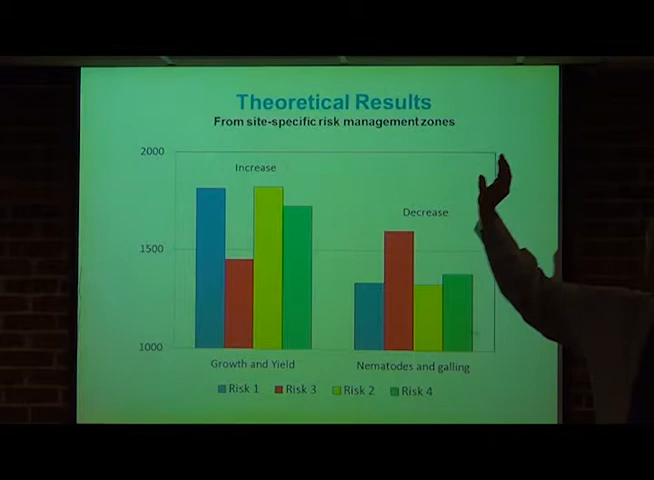 Theoretical Results
From site-specific risk management zones
2000
Increase
Decrease
1500
1000
Growth and Yield
Nematodes and galling
Risk 1
Risk 3
Risk 2
Risk 4